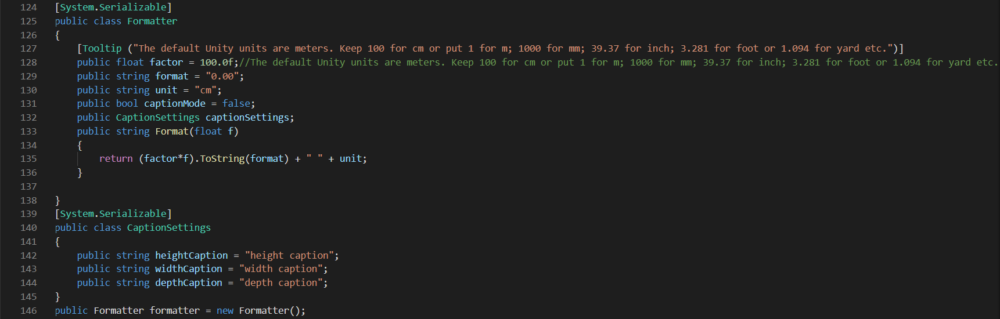 124 [System.Serializable]
125 public class Formatter
126 {
127 [Tooltip ("The default Unity units are meters. Keep 100 for cm or put 1 for m; 1000 for mm; 39.37 for inch; 3.281 for foot or 1.094 for yard etc.")]
128 public float factor = 100.0f;//The default Unity units are meters. Keep 100 for cm or put 1 for m; 1000 for mm; 39.37 for inch; 3.281 for foot or 1.094 for yard etc.
129 public string format = "0.00";
130 public string unit = "cm";
131 public bool captionMode = false;
132 public CaptionSettings captionSettings;
133 public string Format(float f)
134 {
135 return (factor*f).ToString(format) + " " + unit;
136 }
137
138 }
139 [System.Serializable]
140 public class CaptionSettings
141 {
142 public string heightCaption = "height caption";
143 public string widthCaption = "width caption";
144 public string depthCaption = "depth caption";
145 }
146 public Formatter formatter = new Formatter();